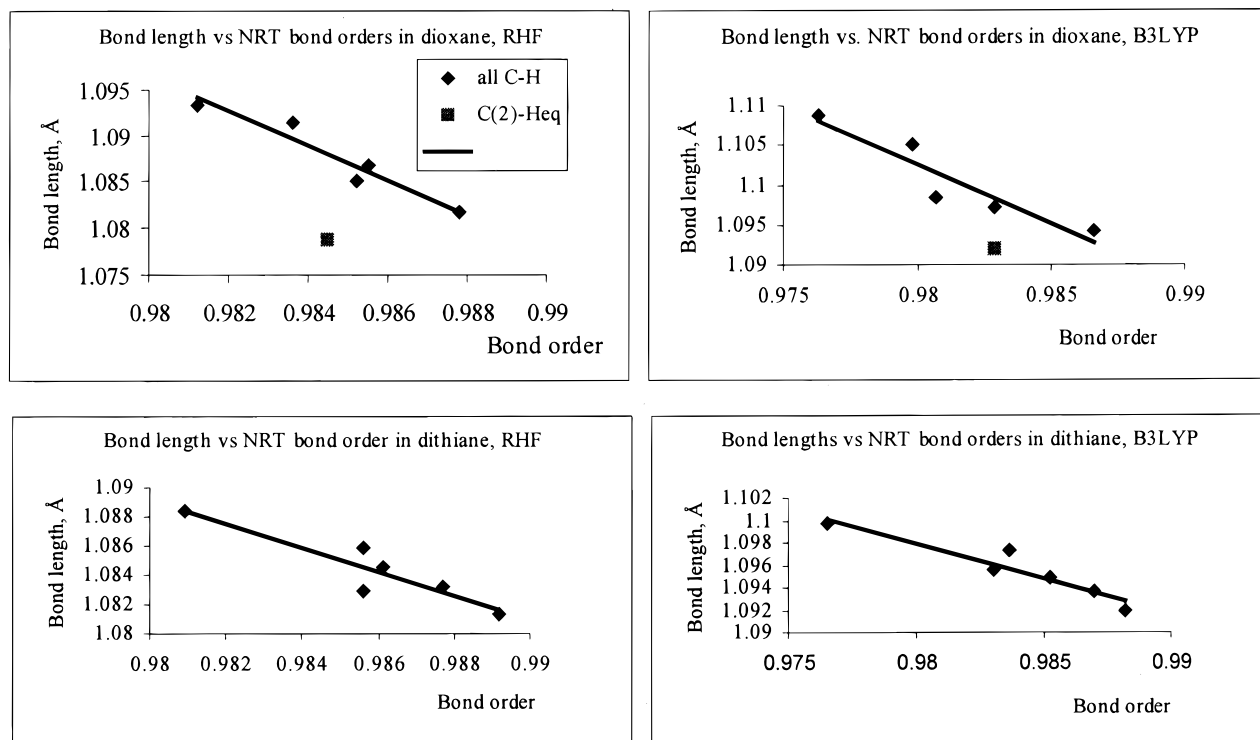 Bond length vs NRT bond orders in dioxane, RHF
Bond length, Å
1.095
1.09
1.085
1.08
1.075
all C-H
C(2)-Heq
0.98 0.982 0.984 0.986 0.988 0.99
Bond order
Bond length vs. NRT bond orders in dioxane, B3LYP
Bond length, Å
1.11
1.105
1.1
1.095
1.09
0.975 0.98 0.985 0.99
Bond order
Bond length vs NRT bond order in dithiane, RHF
Bond length, Å
1.09
1.088
1.086
1.084
1.082
1.08
0.98 0.982 0.984 0.986 0.988 0.99
Bond order
Bond lengths vs NRT bond orders in dithiane, B3LYP
Bond length, Å
1.102
1.1
1.098
1.096
1.094
1.092
1.09
0.975 0.98 0.985 0.99
Bond order